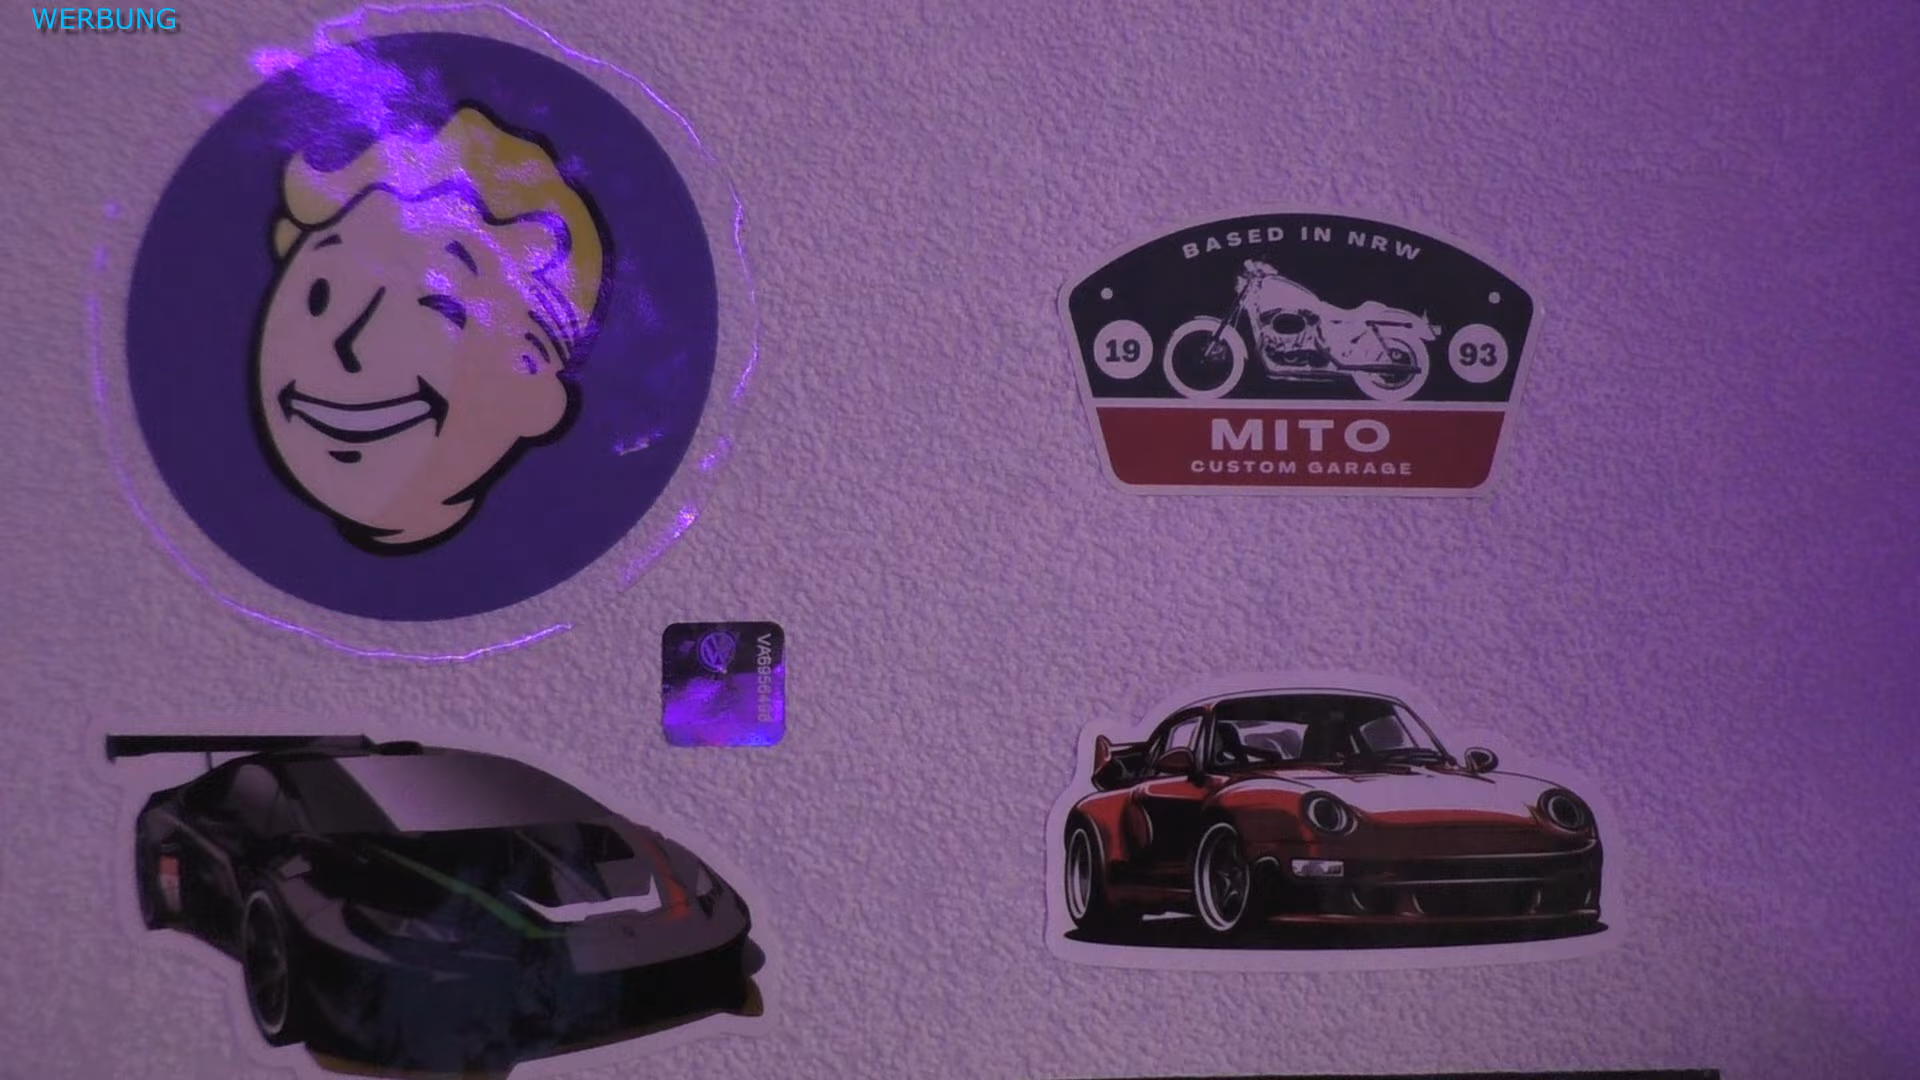 WERBUNG
BASED IN NRW
19
93
MITO
CUSTOM GARAGE